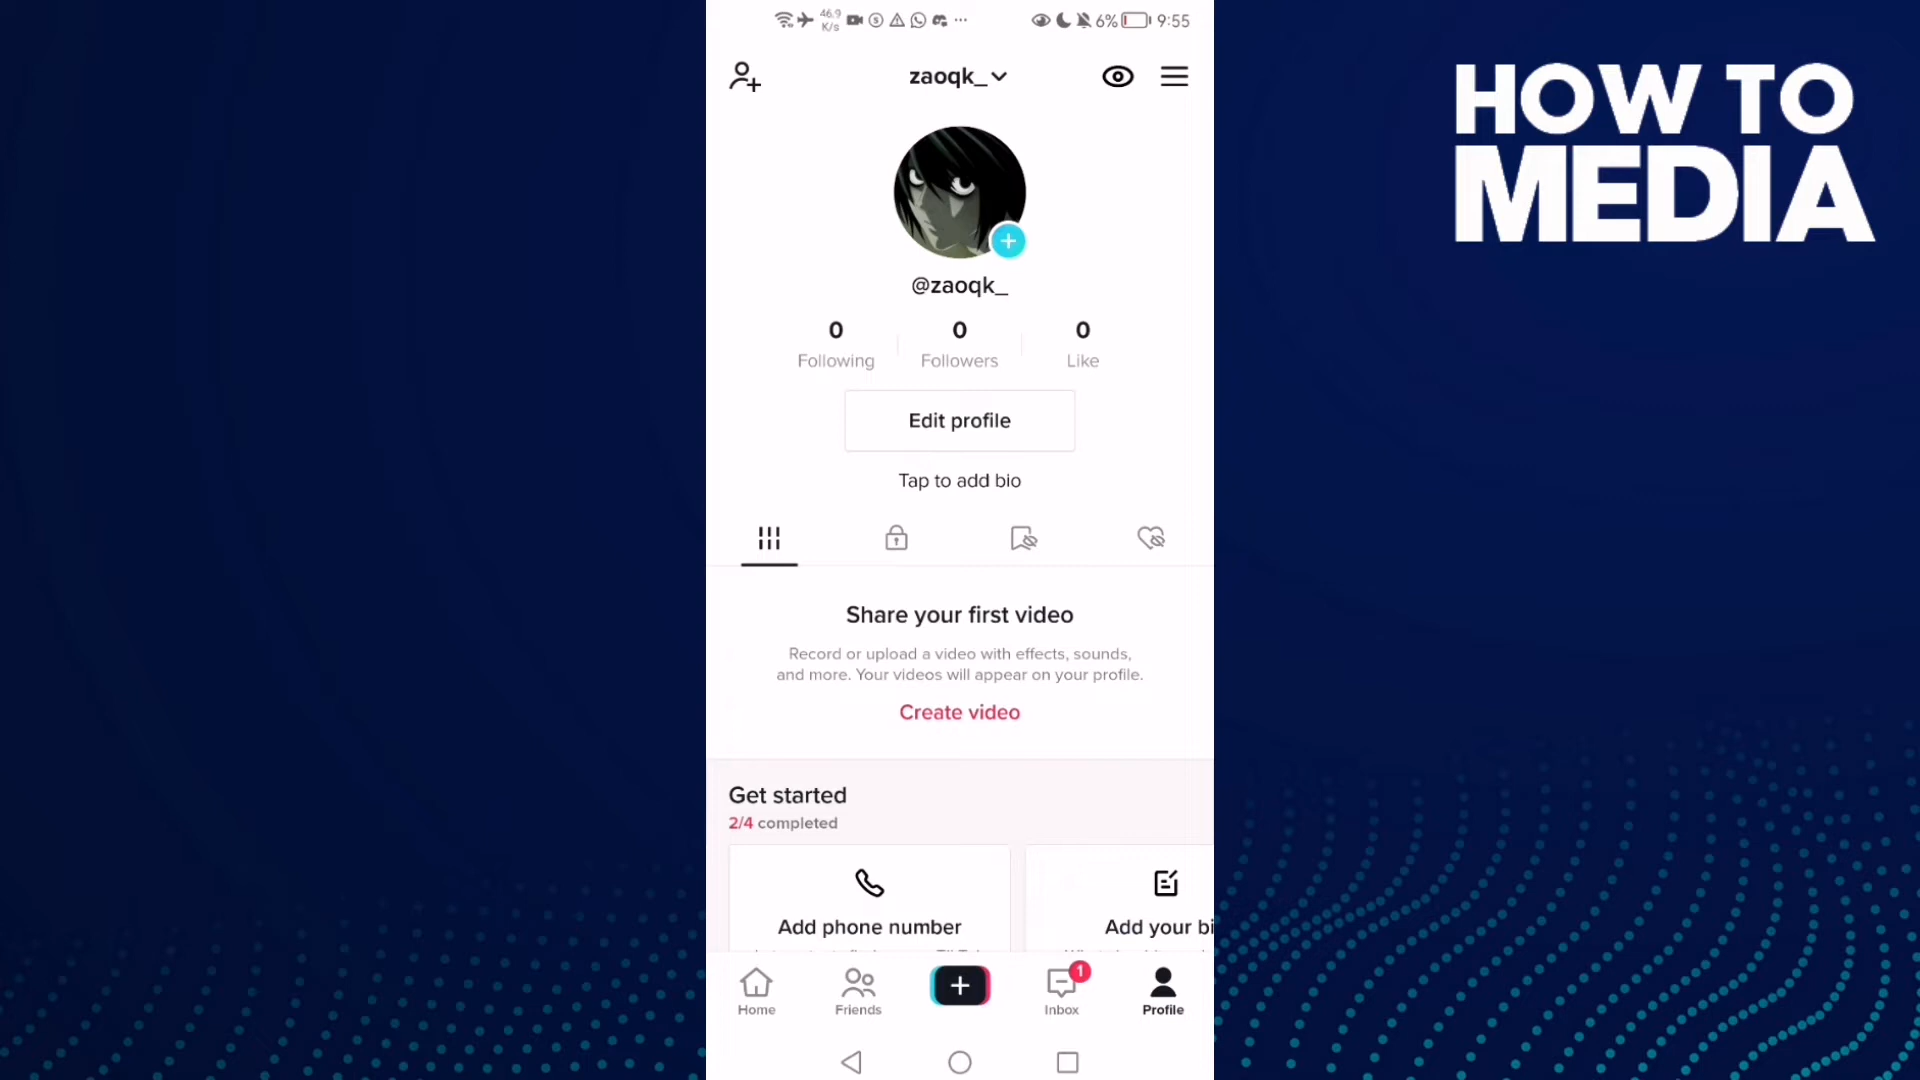 46.9
K/s
6%
9:55
HOW TO
MEDIA
zaoqk_
@zaoqk_
0 0 0
Following Followers Like
Edit profile
Tap to add bio
Share your first video
Record or upload a video with effects, sounds,
and more. Your videos will appear on your profile.
Create video
Get started
2/4 completed
Add phone number Add your bi
1
Home Friends Inbox Profile